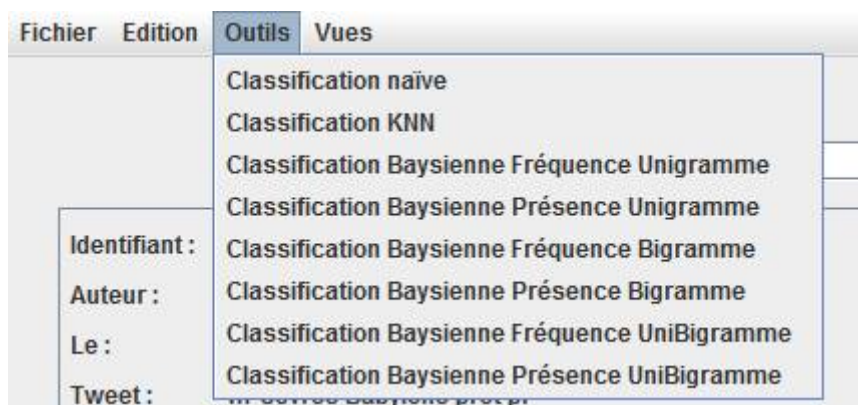 Fichier Edition Outils Vues
Classification naïve
Classification KNN
Classification Baysienne Fréquence Unigramme
Classification Baysienne Présence Unigramme
Identifiant : Classification Baysienne Fréquence Bigramme
Auteur : Classification Baysienne Présence Bigramme
Le : Classification Baysienne Fréquence UniBigramme
Tweet : Classification Baysienne Présence UniBigramme